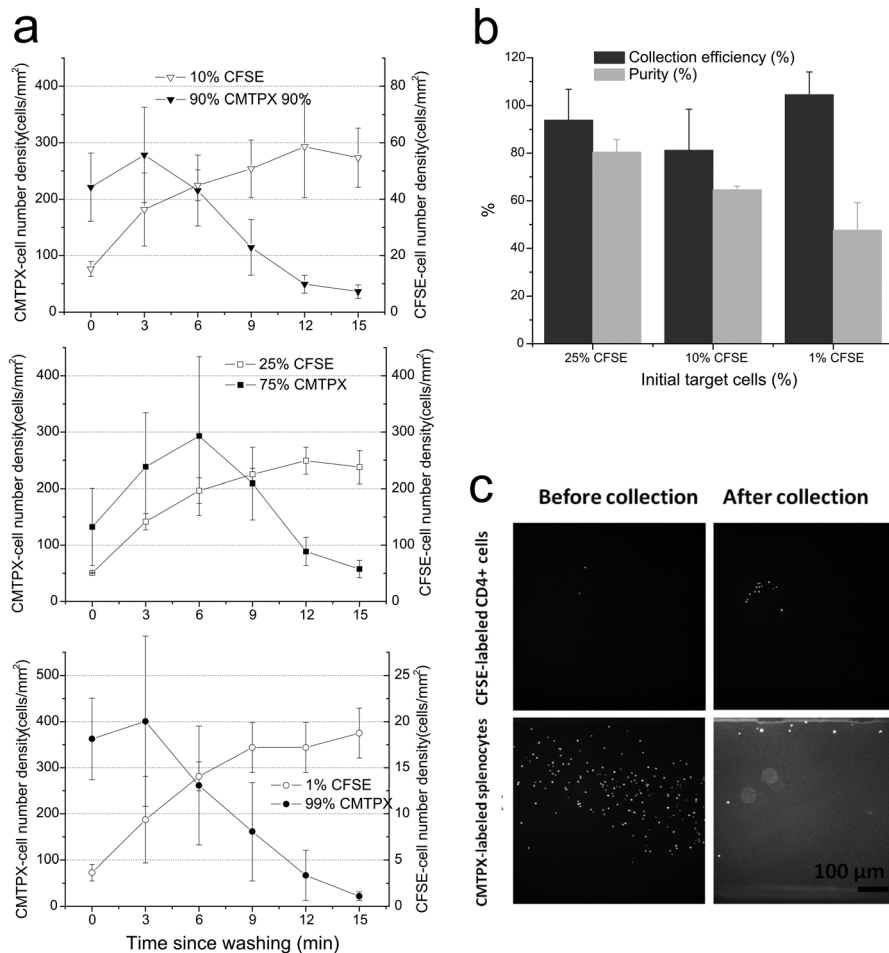 a
10% CFSE
90% CMTPX 90%
CMTPX-cell number density(cells/mm²)
400
300
200
100
0
CFSE-cell number density(cells/mm²)
80
60
40
20
0
0 3 6 9 12 15
25% CFSE
75% CMTPX
CMTPX-cell number density(cells/mm²)
400
300
200
100
0
CFSE-cell number density(cells/mm²)
400
300
200
100
0
0 3 6 9 12 15
1% CFSE
99% CMTPX
CMTPX-cell number density(cells/mm²)
500
400
300
200
100
0
CFSE-cell number density(cells/mm²)
25
20
15
10
5
0
0 3 6 9 12 15
Time since washing (min)
b
Collection efficiency (%)
Purity (%)
%
120
100
80
60
40
20
0
25% CFSE 10% CFSE 1% CFSE
Initial target cells (%)
c
Before collection After collection
CFSE-labeled CD4+ cells
CMTPX-labeled splenocytes
100 µm